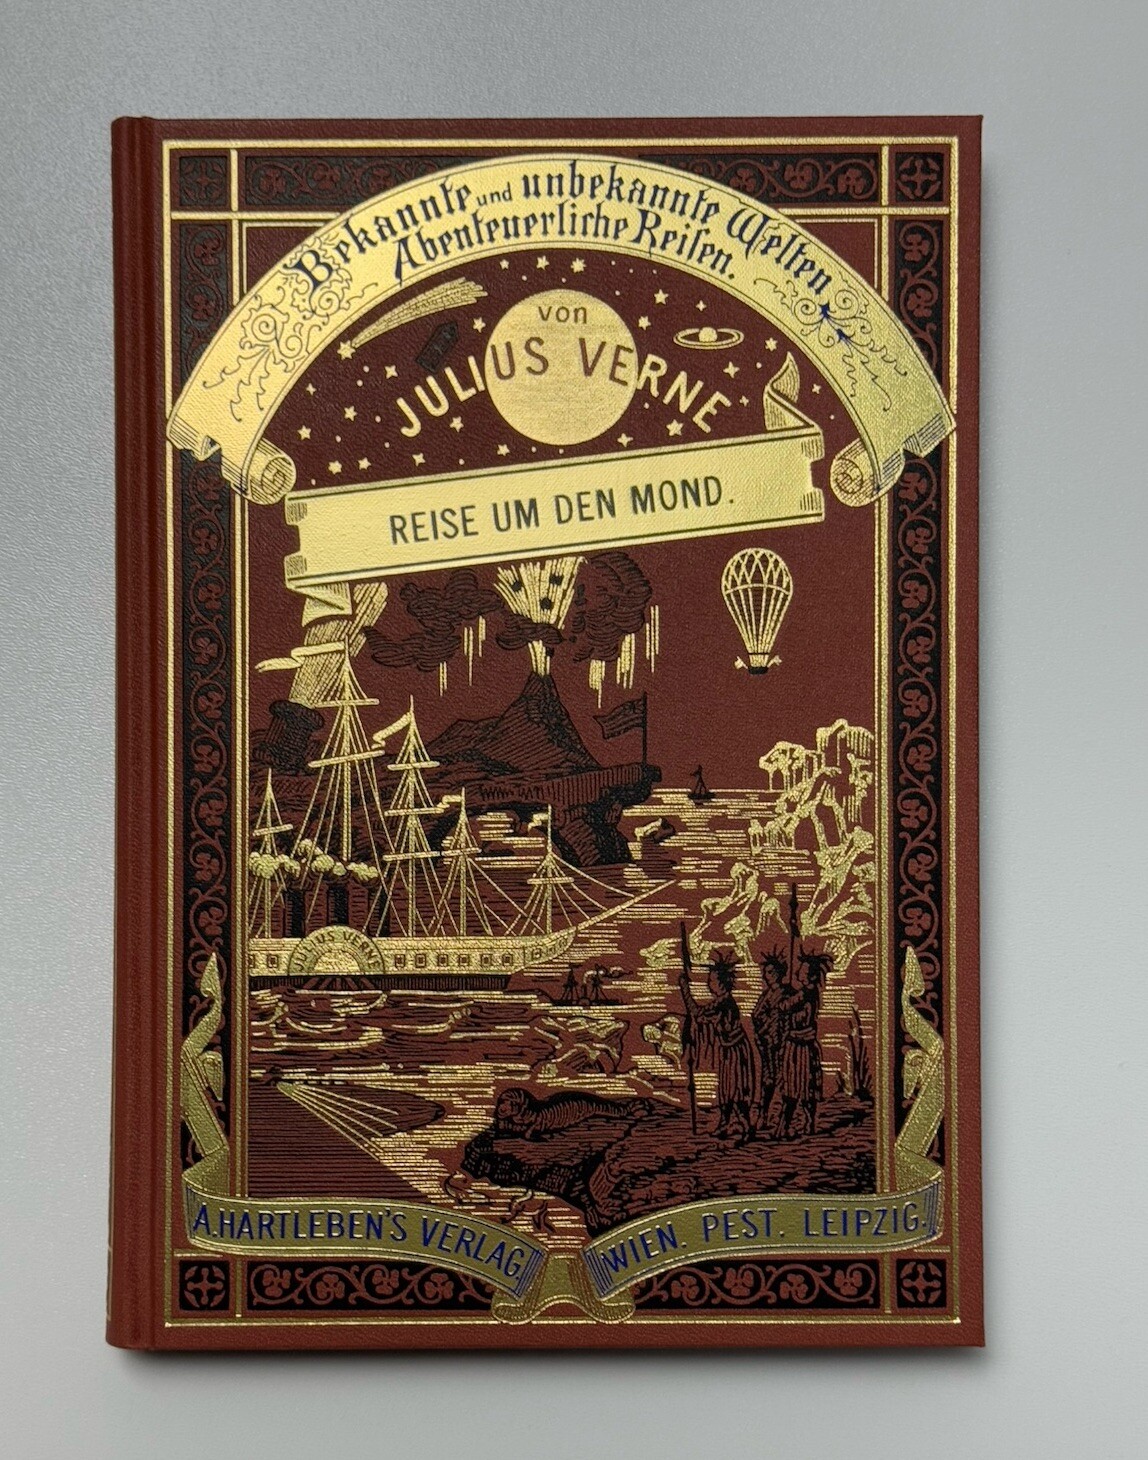 Bekannte und unbekannte Welten.
Abenteuerliche Reisen.
von
JULIUS VERNE
REISE UM DEN MOND.
JULIUS VERNE
A.HARTLEBEN'S VERLAG.
WIEN. PEST. LEIPZIG.